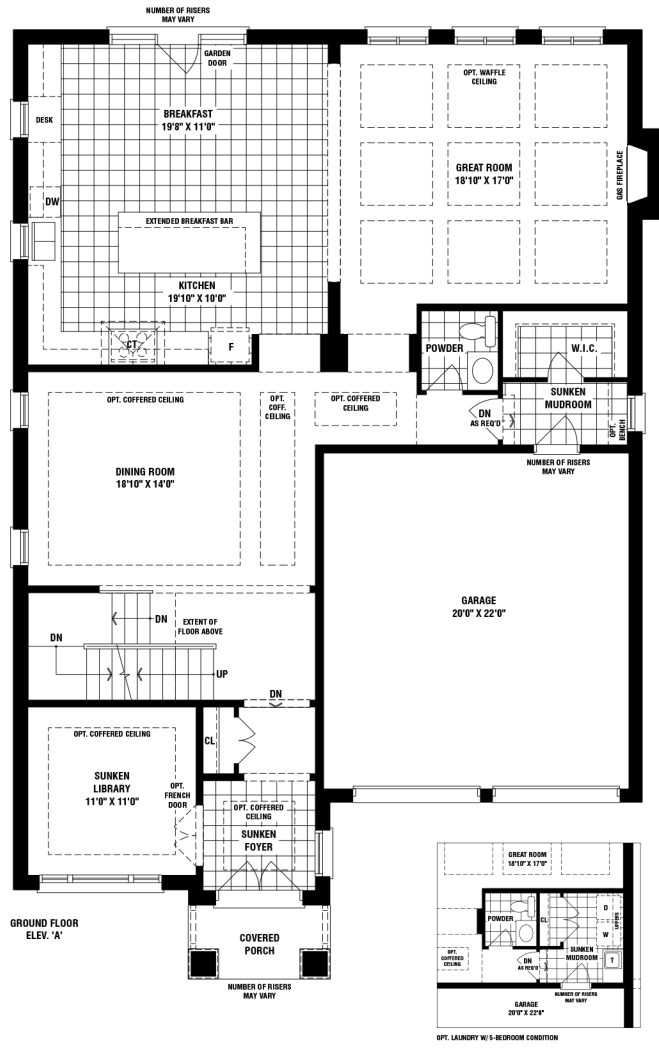 NUMBER OF RISERS
MAY VARY
GARDEN
DOOR
OPT. WAFFLE
CEILING
DESK
BREAKFAST
19'8" X 11'0"
GREAT ROOM
18'10" X 17'0"
GAS FIREPLACE
DW
EXTENDED BREAKFAST BAR
KITCHEN
19'10" X 10'0"
CT
F
POWDER
W.I.C.
OPT. COFFERED CEILING
OPT.
COFF.
CEILING
OPT. COFFERED
CEILING
DN
AS REQ'D
SUNKEN
MUDROOM
OPT.
BENCH
NUMBER OF RISERS
MAY VARY
DINING ROOM
18'10" X 14'0"
GARAGE
20'0" X 22'0"
DN
EXTENT OF
FLOOR ABOVE
DN
UP
DN
OPT. COFFERED CEILING
CL
SUNKEN
LIBRARY
11'0" X 11'0"
OPT.
FRENCH
DOOR
OPT. COFFERED
CEILING
SUNKEN
FOYER
GROUND FLOOR
ELEV. 'A'
COVERED
PORCH
NUMBER OF RISERS
MAY VARY
GREAT ROOM
18'10" X 17'0"
POWDER
CL
D
UPPERS
W
OPT.
COFFERED
CEILING
DN
AS REQ'D
SUNKEN
MUDROOM
T
NUMBER OF RISERS
MAY VARY
GARAGE
20'0" X 22'0"
OPT. LAUNDRY W/ 5-BEDROOM CONDITION